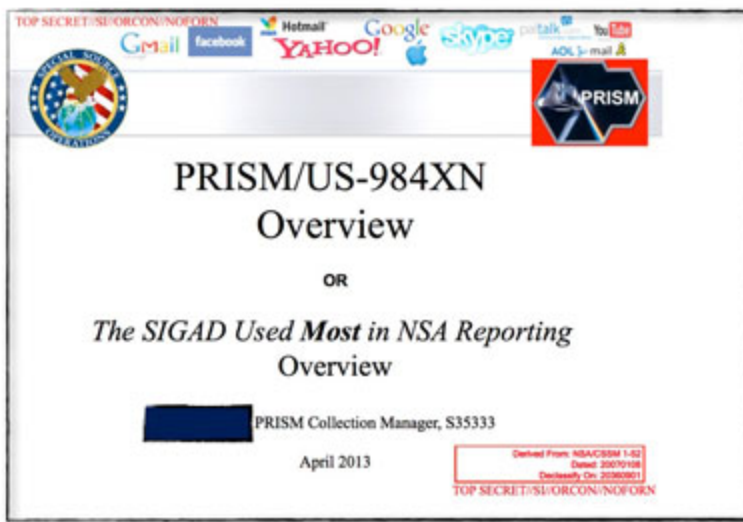 TOP SECRET//SI//ORCON//NOFORN
Gmail facebook Hotmail YAHOO! Google skype paltalk You Tube
AOL mail
SPECIAL SOURCE OPERATIONS
PRISM
PRISM/US-984XN
Overview
OR
The SIGAD Used Most in NSA Reporting
Overview
PRISM Collection Manager, S35333
April 2013
Derived From: NSA/CSSM 1-52
Dated: 20070108
Declassify On: 20360901
TOP SECRET//SI//ORCON//NOFORN